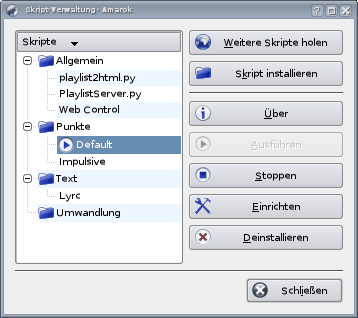 Skript-Verwaltung - Amarok
Skripte
Weitere Skripte holen
Allgemein
Skript installieren
playlist2html.py
PlaylistServer.py
Web Control
Über
Punkte
Default
Ausführen
Impulsive
Text
Stoppen
Lyrc
Einrichten
Umwandlung
Deinstallieren
Schließen